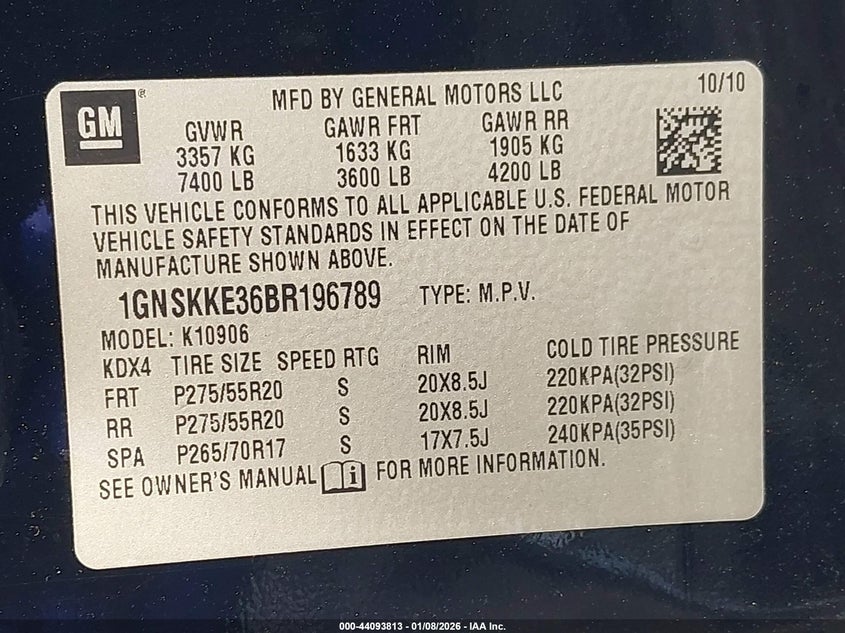 GM ®
MFD BY GENERAL MOTORS LLC 10/10
GVWR GAWR FRT GAWR RR
3357 KG 1633 KG 1905 KG
7400 LB 3600 LB 4200 LB
THIS VEHICLE CONFORMS TO ALL APPLICABLE U.S. FEDERAL MOTOR
VEHICLE SAFETY STANDARDS IN EFFECT ON THE DATE OF
MANUFACTURE SHOWN ABOVE.
1GNSKKE36BR196789 TYPE: M.P.V.
MODEL: K10906
KDX4 TIRE SIZE SPEED RTG RIM COLD TIRE PRESSURE
FRT P275/55R20 S 20X8.5J 220KPA(32PSI)
RR P275/55R20 S 20X8.5J 220KPA(32PSI)
SPA P265/70R17 S 17X7.5J 240KPA(35PSI)
SEE OWNER'S MANUAL i FOR MORE INFORMATION.
000-44093813 - 01/08/2026 - IAA Inc.